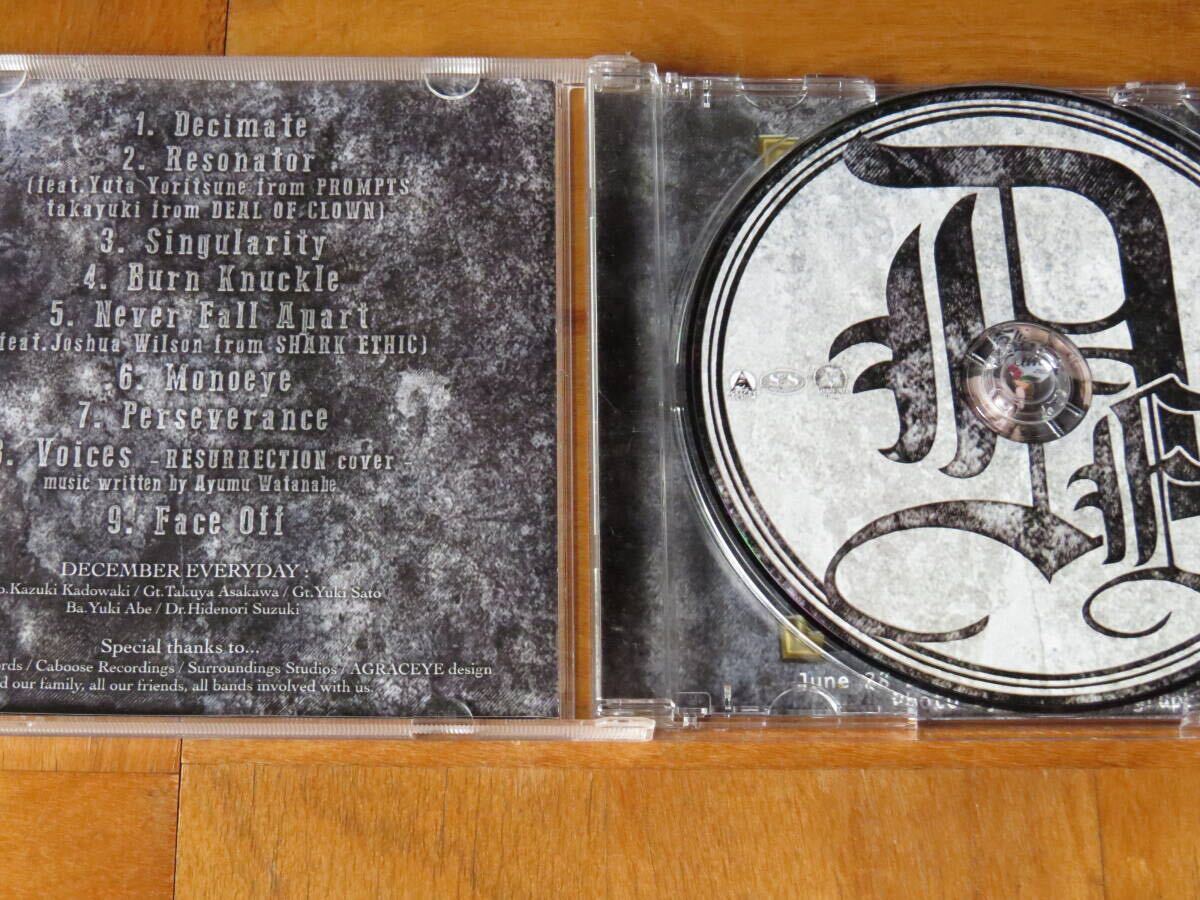 1. Decimate
2. Resonator
(feat.Yuta Yoritsune from PROMPTS
takayuki from DEAL OF CLOWN)
3. Singularity
4. Burn Knuckle
5. Never Fall Apart
feat.Joshua Wilson from SHARK ETHIC)
6. Monoeye
7. Perseverance
Voices -RESURRECTION cover-
music written by Ayumu Watanabe
9. Face Off
DECEMBER EVERYDAY :
.Kazuki Kadowaki / Gt.Takuya Asakawa / Gt.Yuki Sato
Ba.Yuki Abe / Dr.Hidenori Suzuki
Special thanks to...
/ Caboose Recordings / Surroundings Studios / AGRACEYE design
our family, all our friends, all bands involved with us.
D
E
June